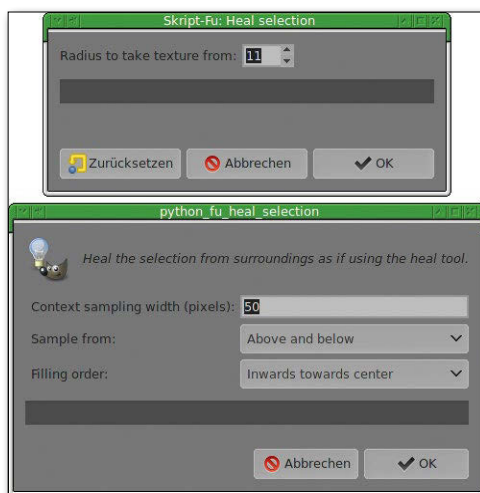 Skript-Fu: Heal selection
Radius to take texture from: 11
Zurücksetzen Abbrechen OK
python_fu_heal_selection
Heal the selection from surroundings as if using the heal tool.
Context sampling width (pixels): 50
Sample from: Above and below
Filling order: Inwards towards center
Abbrechen OK